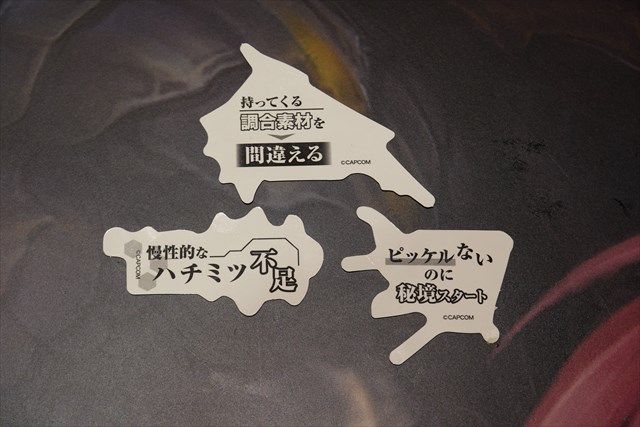 持ってくる
調合素材を
間違える
©CAPCOM
慢性的な
ハチミツ不足
©CAPCOM
ピッケルない
のに
秘境スタート
©CAPCOM